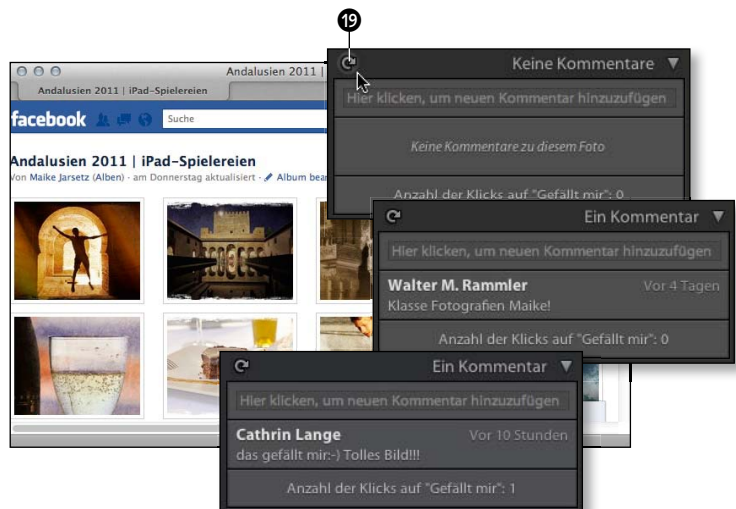 19
Andalusien 2011 |
Andalusien 2011 | iPad-Spielereien
facebook
Suche
Andalusien 2011 | iPad-Spielereien
Von Maike Jarsetz (Alben) · am Donnerstag aktualisiert · Album bear
Keine Kommentare
Hier klicken, um neuen Kommentar hinzuzufügen
Keine Kommentare zu diesem Foto
Anzahl der Klicks auf "Gefällt mir": 0
Ein Kommentar
Hier klicken, um neuen Kommentar hinzuzufügen
Walter M. Rammler Vor 4 Tagen
Klasse Fotografien Maike!
Anzahl der Klicks auf "Gefällt mir": 0
Ein Kommentar
Hier klicken, um neuen Kommentar hinzuzufügen
Cathrin Lange Vor 10 Stunden
das gefällt mir:-) Tolles Bild!!!
Anzahl der Klicks auf "Gefällt mir": 1